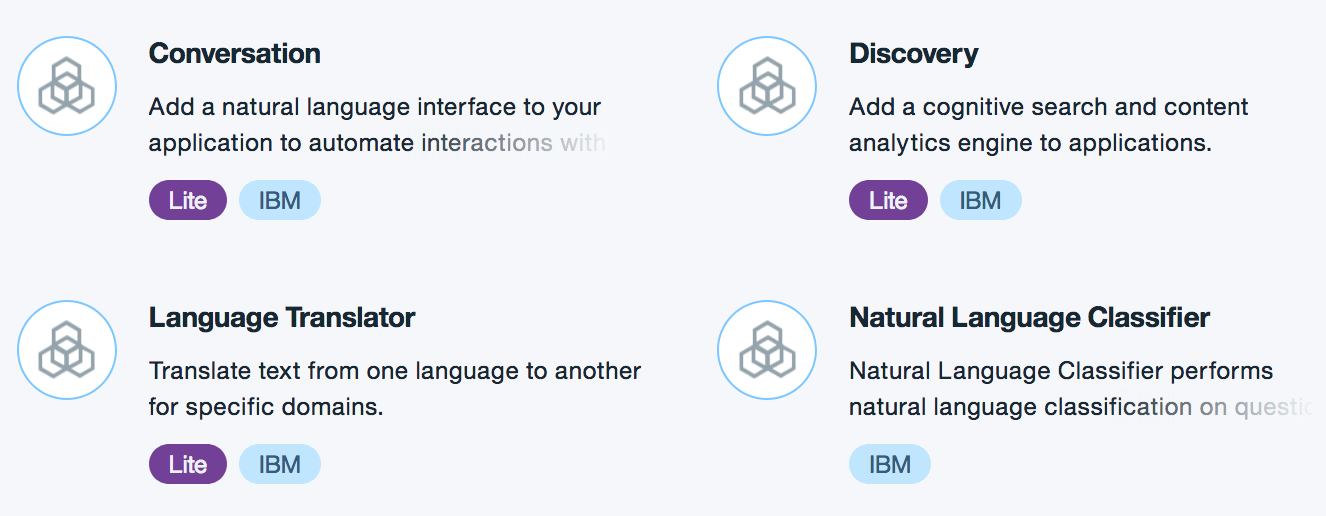 Conversation
Add a natural language interface to your
application to automate interactions with
Lite IBM
Discovery
Add a cognitive search and content
analytics engine to applications.
Lite IBM
Language Translator
Translate text from one language to another
for specific domains.
Lite IBM
Natural Language Classifier
Natural Language Classifier performs
natural language classification on questio
IBM